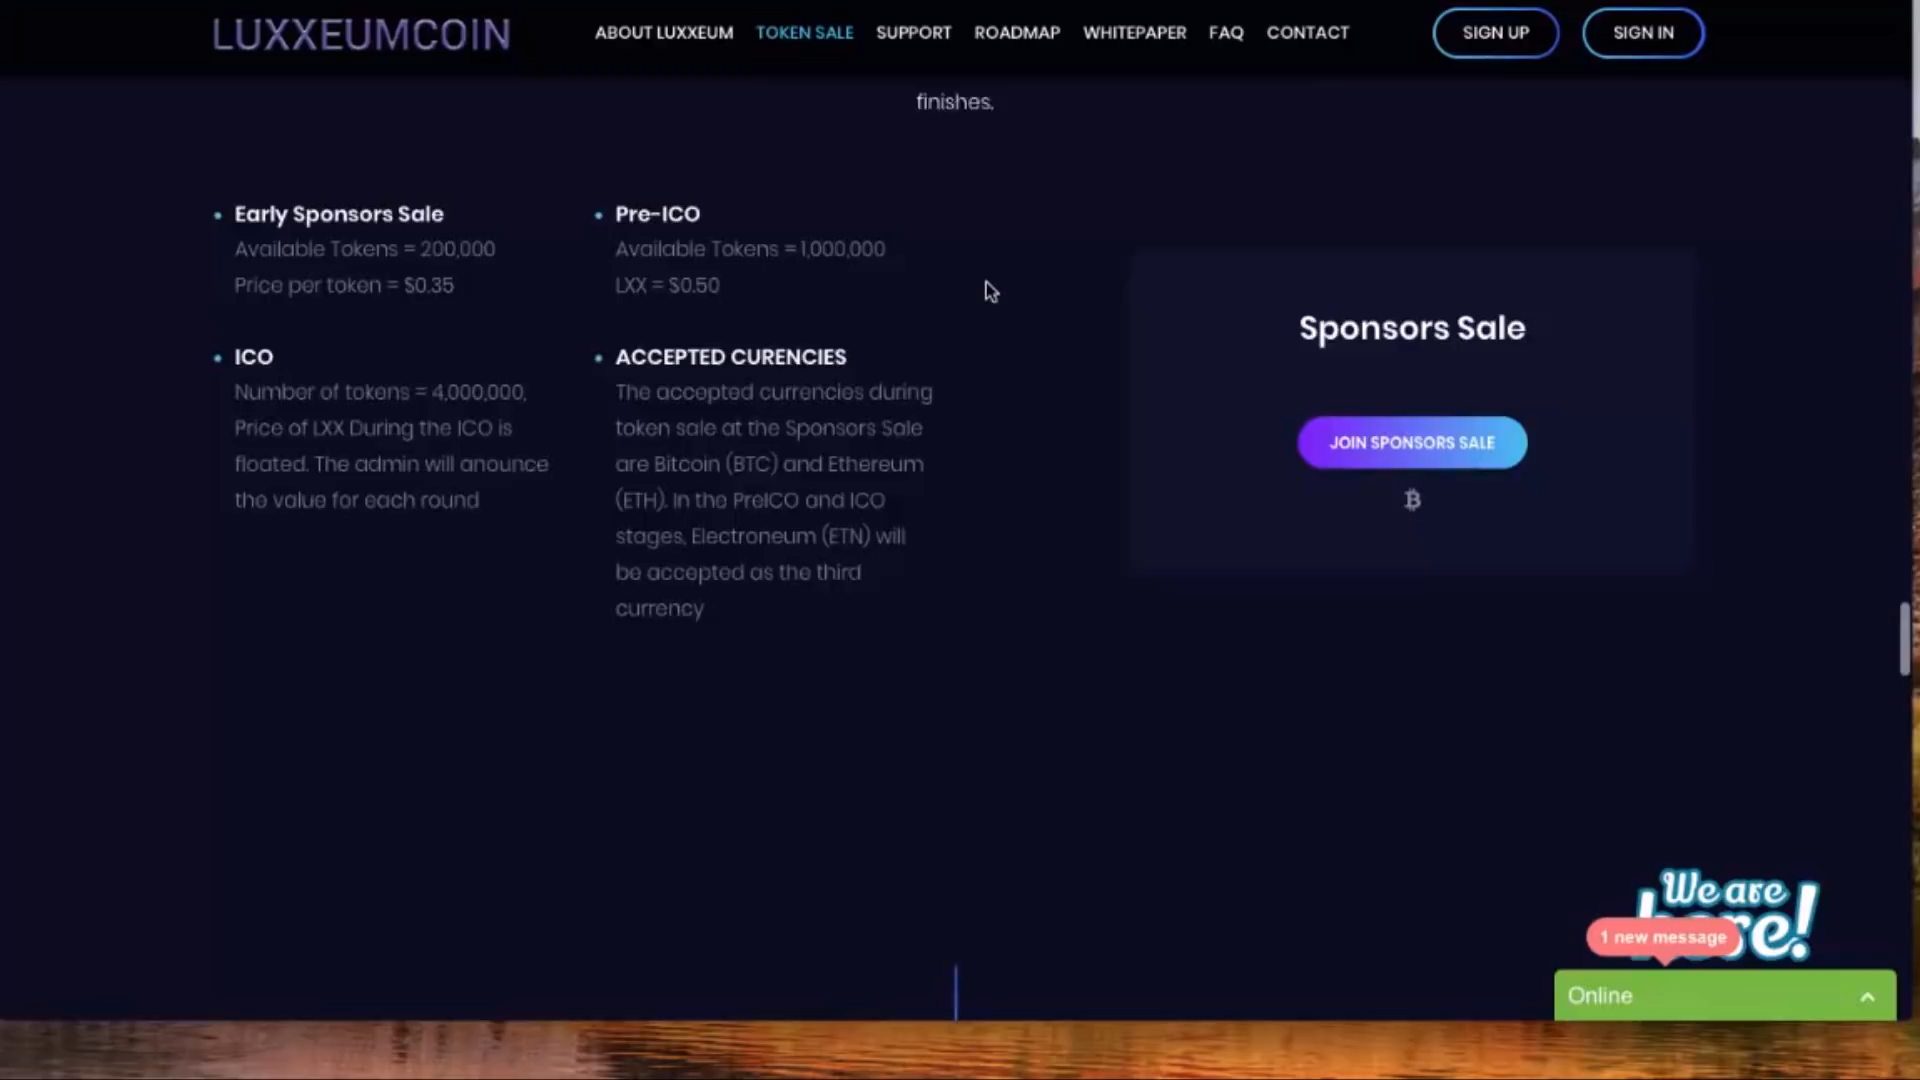 LUXXEUMCOIN
ABOUT LUXXEUM TOKEN SALE SUPPORT ROADMAP WHITEPAPER FAQ CONTACT SIGN UP SIGN IN
finishes.
Early Sponsors Sale
Available Tokens = 200,000
Price per token = $0.35
Pre-ICO
Available Tokens =1,000,000
LXX = $0.50
ICO
Number of tokens = 4,000,000,
Price of LXX During the ICO is
floated. The admin will anounce
the value for each round
ACCEPTED CURENCIES
The accepted currencies during
token sale at the Sponsors Sale
are Bitcoin (BTC) and Ethereum
(ETH). In the PreICO and ICO
stages, Electroneum (ETN) will
be accepted as the third
currency
Sponsors Sale
JOIN SPONSORS SALE
We are
here!
1 new message
Online